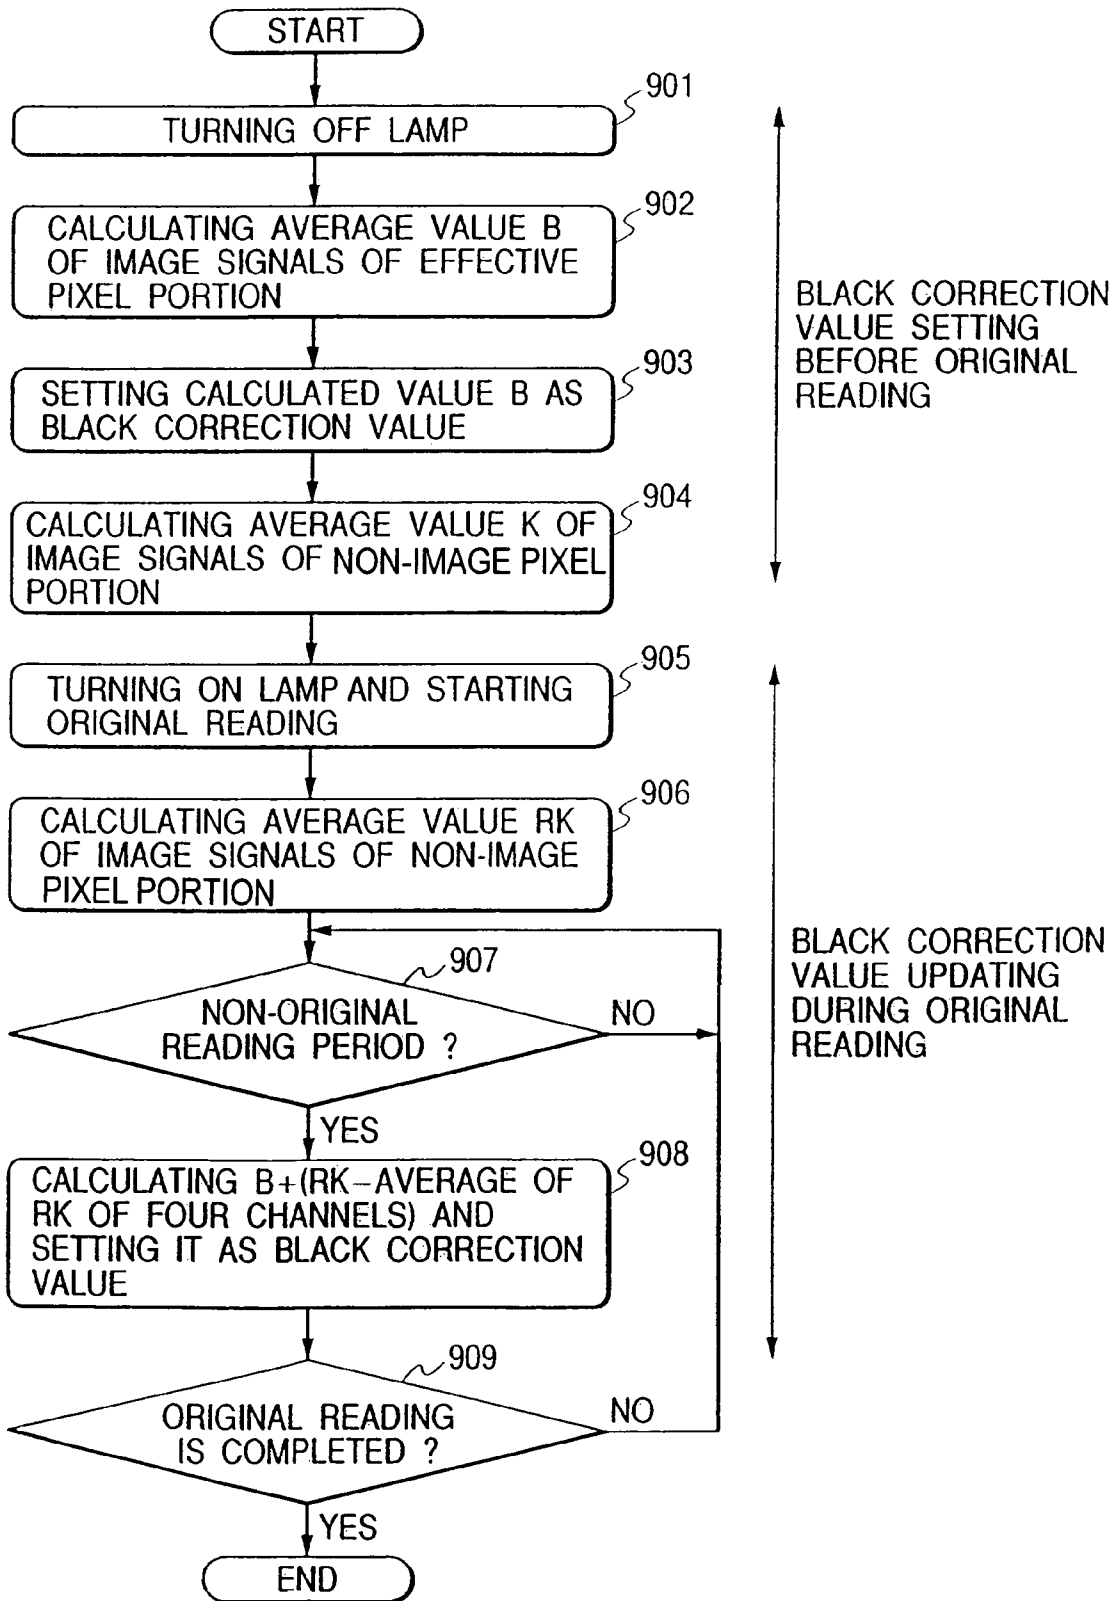 START
901
TURNING OFF LAMP
902
CALCULATING AVERAGE VALUE B
OF IMAGE SIGNALS OF EFFECTIVE
PIXEL PORTION
903
SETTING CALCULATED VALUE B AS
BLACK CORRECTION VALUE
904
CALCULATING AVERAGE VALUE K OF
IMAGE SIGNALS OF NON-IMAGE PIXEL
PORTION
BLACK CORRECTION
VALUE SETTING
BEFORE ORIGINAL
READING
905
TURNING ON LAMP AND STARTING
ORIGINAL READING
906
CALCULATING AVERAGE VALUE RK
OF IMAGE SIGNALS OF NON-IMAGE
PIXEL PORTION
907
NON-ORIGINAL
READING PERIOD ?
NO
YES
908
CALCULATING B+(RK-AVERAGE OF
RK OF FOUR CHANNELS) AND
SETTING IT AS BLACK CORRECTION
VALUE
909
ORIGINAL READING
IS COMPLETED ?
NO
YES
END
BLACK CORRECTION
VALUE UPDATING
DURING ORIGINAL
READING